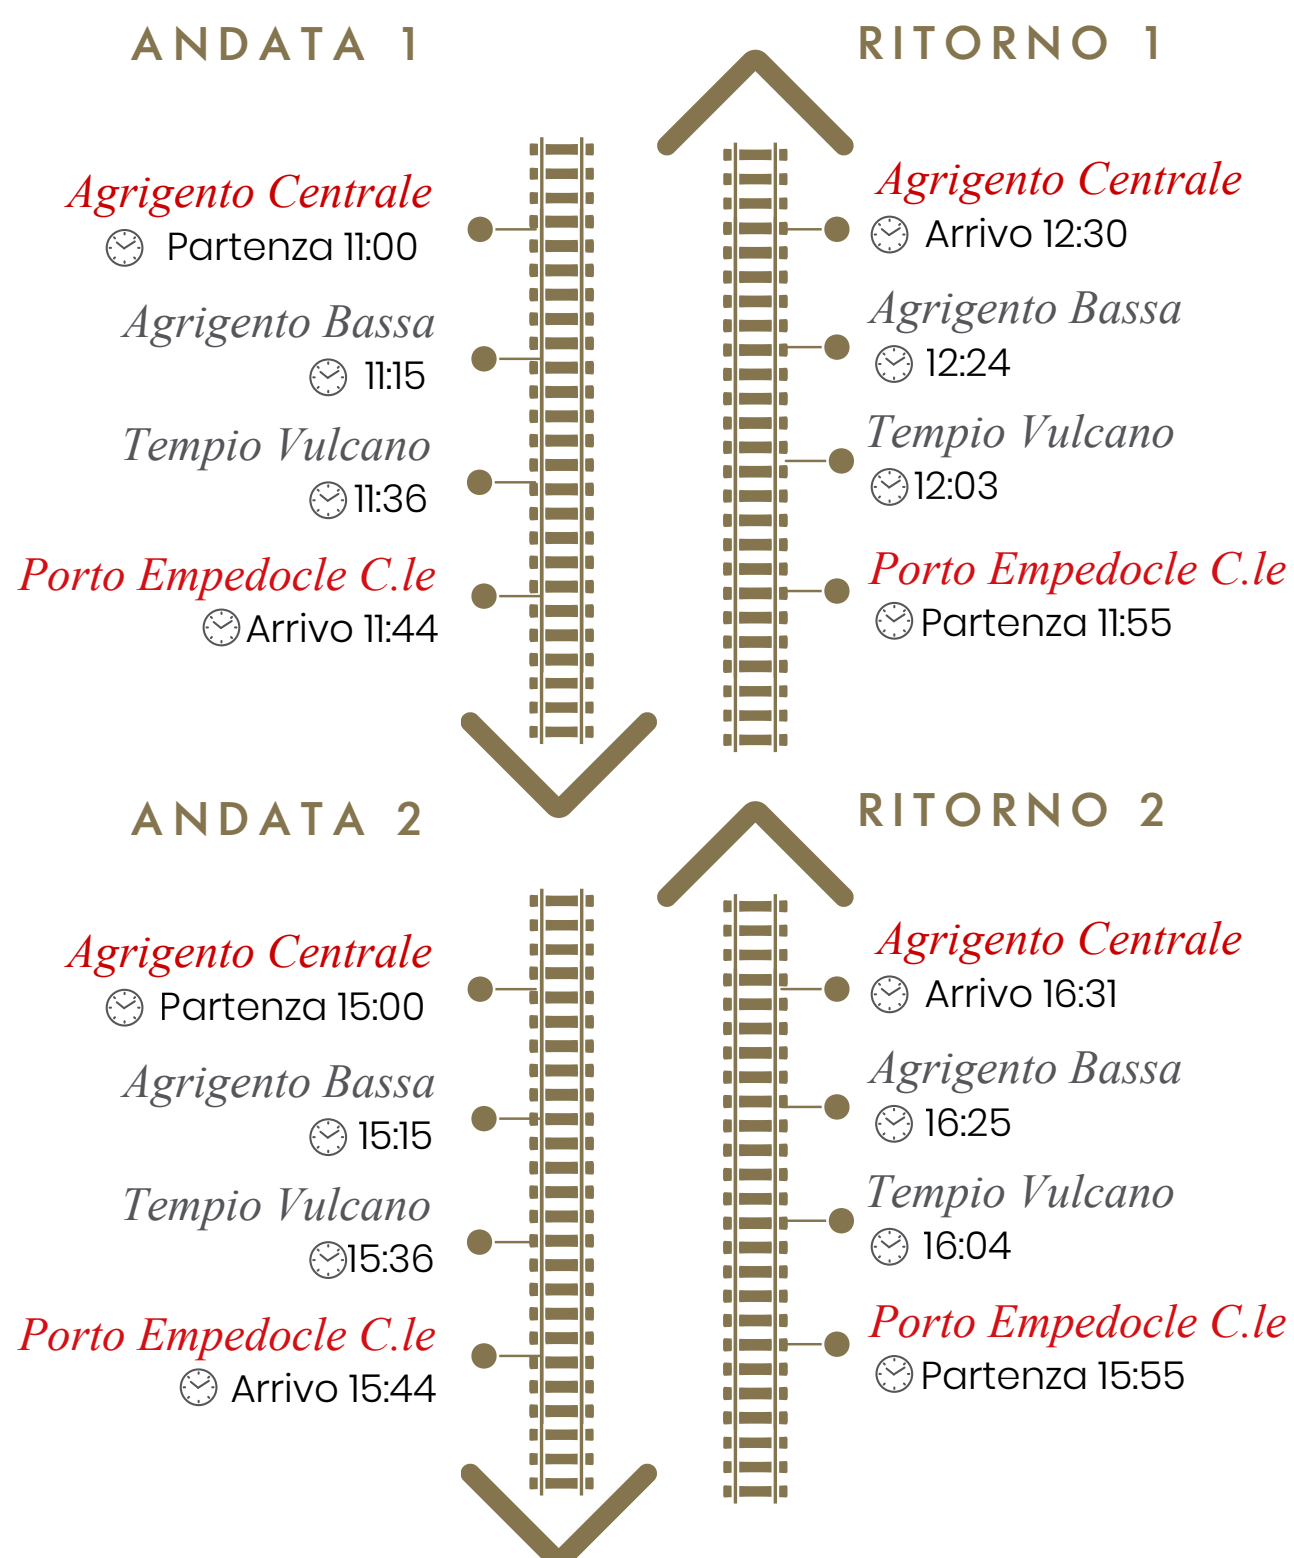 ANDATA 1
Agrigento Centrale
Partenza 11:00
Agrigento Bassa
11:15
Tempio Vulcano
11:36
Porto Empedocle C.le
Arrivo 11:44
RITORNO 1
Agrigento Centrale
Arrivo 12:30
Agrigento Bassa
12:24
Tempio Vulcano
12:03
Porto Empedocle C.le
Partenza 11:55
ANDATA 2
Agrigento Centrale
Partenza 15:00
Agrigento Bassa
15:15
Tempio Vulcano
15:36
Porto Empedocle C.le
Arrivo 15:44
RITORNO 2
Agrigento Centrale
Arrivo 16:31
Agrigento Bassa
16:25
Tempio Vulcano
16:04
Porto Empedocle C.le
Partenza 15:55